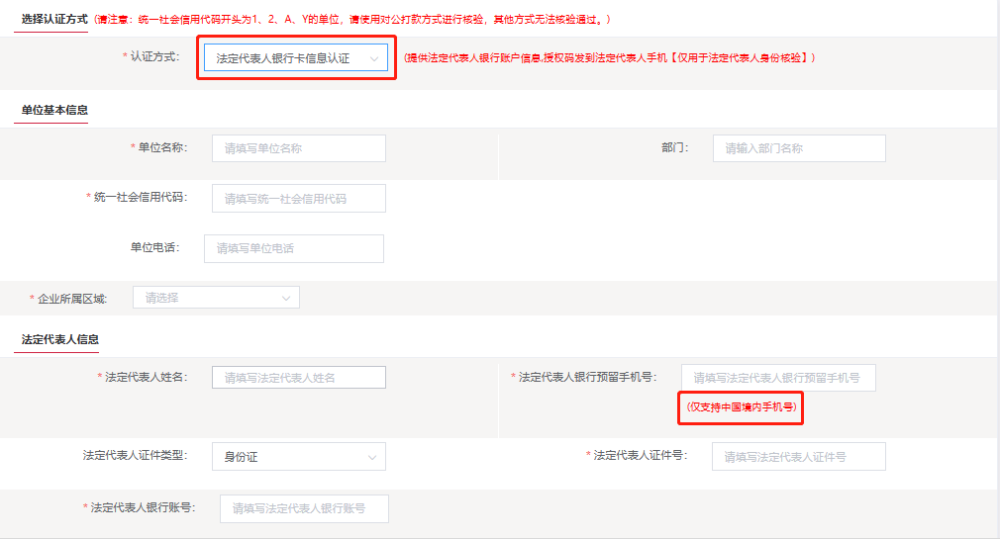 选择认证方式 (请注意：统一社会信用代码开头为1、2、A、Y的单位，请使用对公打款方式进行核验，其他方式无法核验通过。)
* 认证方式： 法定代表人银行卡信息认证 (提供法定代表人银行账户信息,授权码发到法定代表人手机【仅用于法定代表人身份核验】)
单位基本信息
* 单位名称： 请填写单位名称 部门： 请输入部门名称
* 统一社会信用代码： 请填写统一社会信用代码
单位电话： 请填写单位电话
* 企业所属区域: 请选择
法定代表人信息
* 法定代表人姓名： 请填写法定代表人姓名 * 法定代表人银行预留手机号： 请填写法定代表人银行预留手机号
(仅支持中国境内手机号)
法定代表人证件类型： 身份证 * 法定代表人证件号： 请填写法定代表人证件号
* 法定代表人银行账号： 请填写法定代表人银行账号